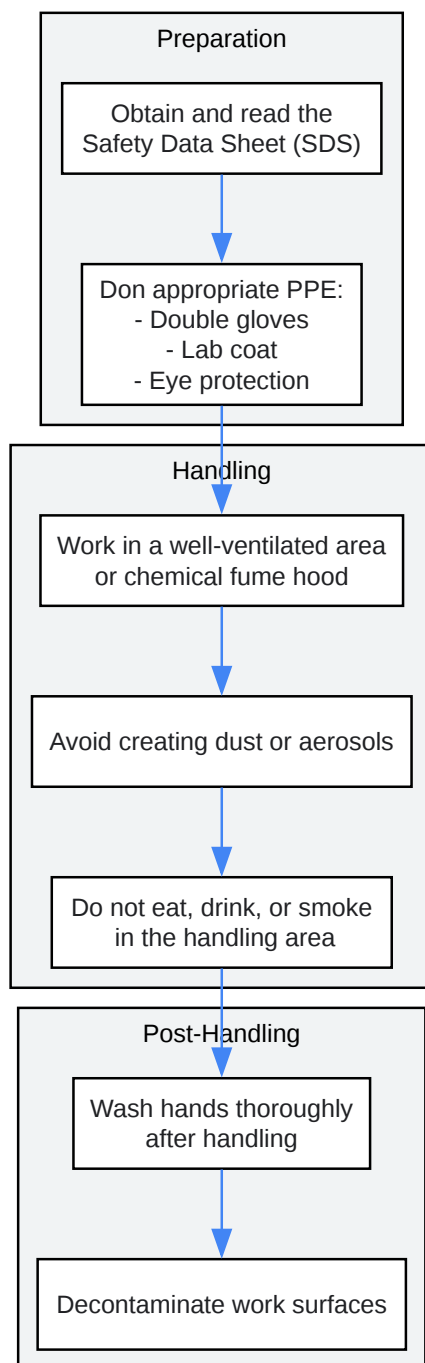 Preparation
Obtain and read the
Safety Data Sheet (SDS)
Don appropriate PPE:
- Double gloves
- Lab coat
- Eye protection
Handling
Work in a well-ventilated area
or chemical fume hood
Avoid creating dust or aerosols
Do not eat, drink, or smoke
in the handling area
Post-Handling
Wash hands thoroughly
after handling
Decontaminate work surfaces